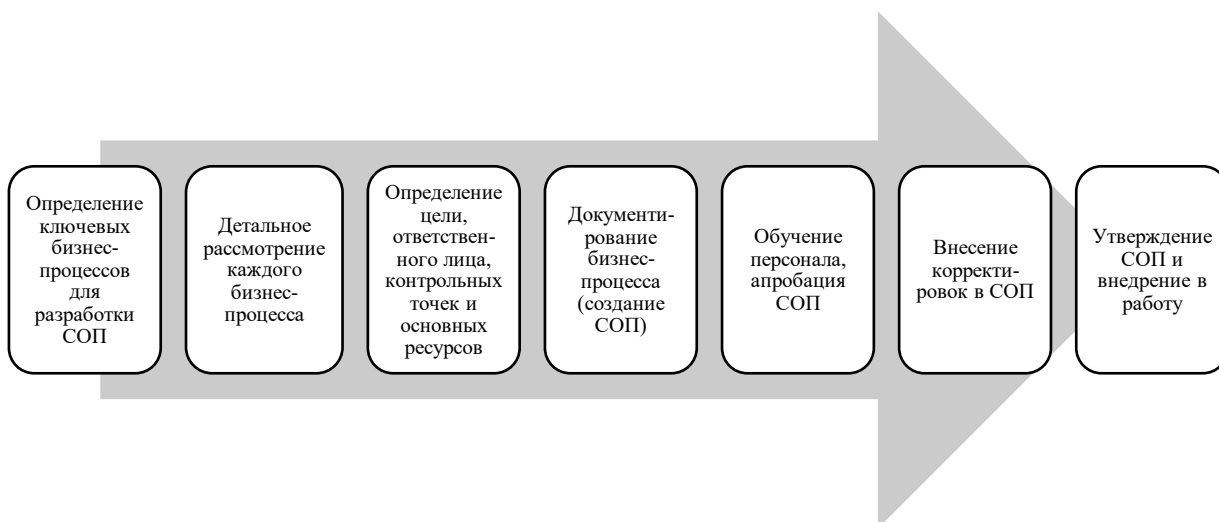 Определение
ключевых
бизнес-
процессов
для
разработки
СОП
Детальное
рассмотрение
каждого
бизнес-
процесса
Определение
цели,
ответствен-
ного лица,
контрольных
точек и
основных
ресурсов
Документи-
рование
бизнес-
процесса
(создание
СОП)
Обучение
персонала,
апробация
СОП
Внесение
корректи-
ровок в СОП
Утверждение
СОП и
внедрение в
работу